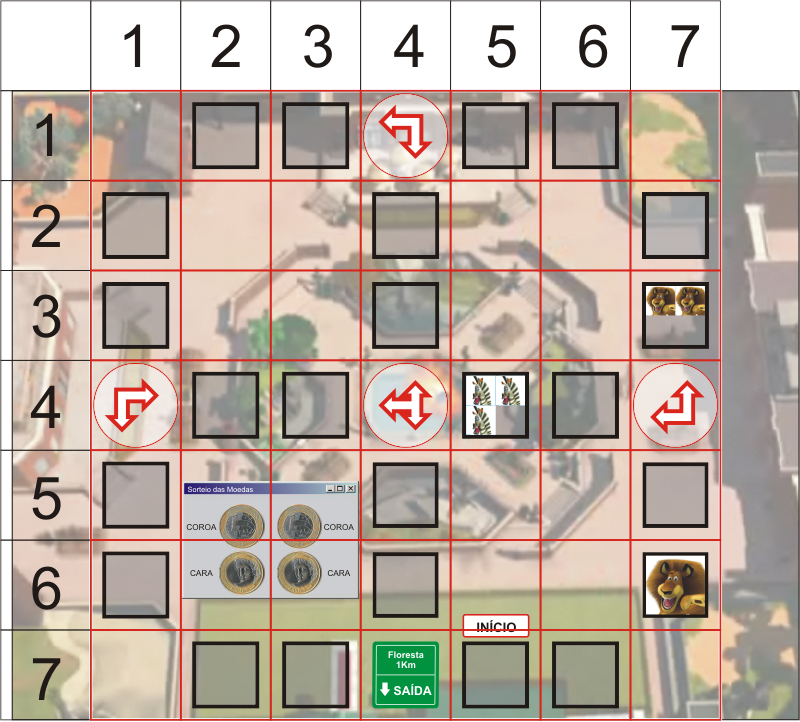 1 2 3 4 5 6 7
1
2
3
4
5
Sorteio das Moedas
COROA COROA
CARA CARA
6
INÍCIO
7
Floresta
1Km
SAÍDA